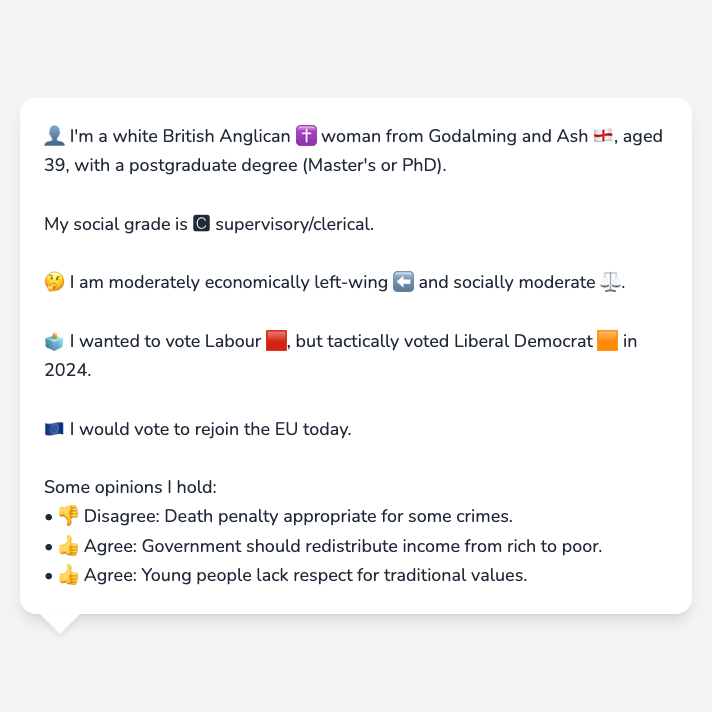 👤 I'm a white British Anglican ✝️ woman from Godalming and Ash 🏴󠁧󠁢󠁥󠁮󠁧󠁿, aged
39, with a postgraduate degree (Master's or PhD).
My social grade is 🅲 supervisory/clerical.
🤔 I am moderately economically left-wing ⬅️ and socially moderate ⚖️.
🗳️ I wanted to vote Labour 🟥, but tactically voted Liberal Democrat 🟧 in
2024.
🇪🇺 I would vote to rejoin the EU today.
Some opinions I hold:
• 👎 Disagree: Death penalty appropriate for some crimes.
• 👍 Agree: Government should redistribute income from rich to poor.
• 👍 Agree: Young people lack respect for traditional values.